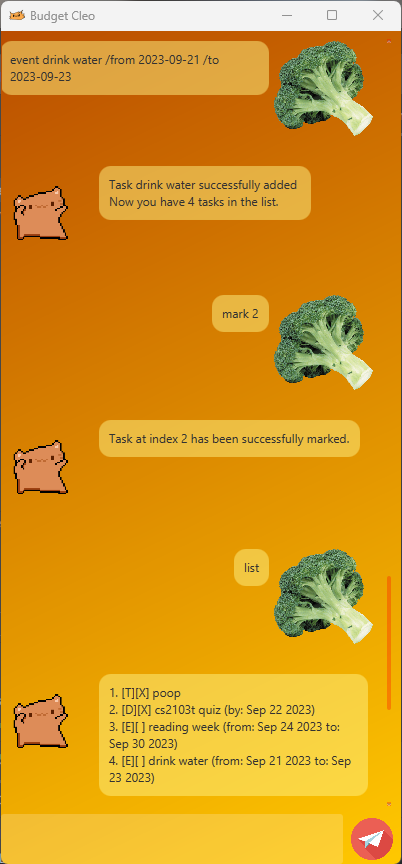 Budget Cleo
event drink water /from 2023-09-21 /to
2023-09-23
Task drink water successfully added
Now you have 4 tasks in the list.
mark 2
Task at index 2 has been successfully marked.
list
1. [T][X] poop
2. [D][X] cs2103t quiz (by: Sep 22 2023)
3. [E][ ] reading week (from: Sep 24 2023 to:
Sep 30 2023)
4. [E][ ] drink water (from: Sep 21 2023 to: Sep
23 2023)